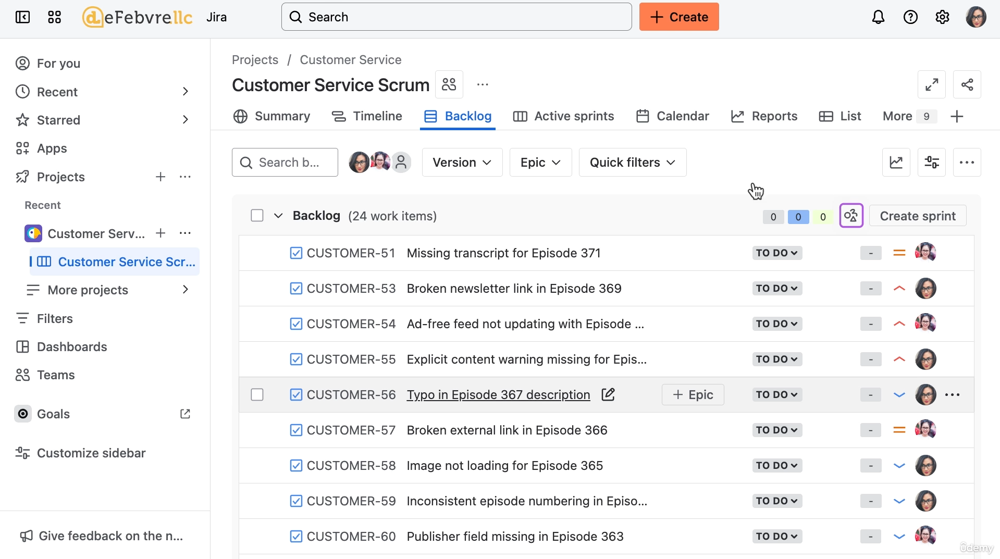 deFebvre.llc
Jira
Search
+ Create
For you
Recent
Starred
Apps
Projects
Recent
Customer Serv...
Customer Service Scr...
More projects
Filters
Dashboards
Teams
Goals
Customize sidebar
Give feedback on the n...
Projects / Customer Service
Customer Service Scrum
Summary
Timeline
Backlog
Active sprints
Calendar
Reports
List
More 9
Search b...
Version
Epic
Quick filters
Backlog (24 work items)
0 0 0
Create sprint
CUSTOMER-51 Missing transcript for Episode 371 TO DO -
CUSTOMER-53 Broken newsletter link in Episode 369 TO DO -
CUSTOMER-54 Ad-free feed not updating with Episode ... TO DO -
CUSTOMER-55 Explicit content warning missing for Epis... TO DO -
CUSTOMER-56 Typo in Episode 367 description + Epic TO DO -
CUSTOMER-57 Broken external link in Episode 366 TO DO -
CUSTOMER-58 Image not loading for Episode 365 TO DO -
CUSTOMER-59 Inconsistent episode numbering in Episo... TO DO -
CUSTOMER-60 Publisher field missing in Episode 363 TO DO -
ûdemy